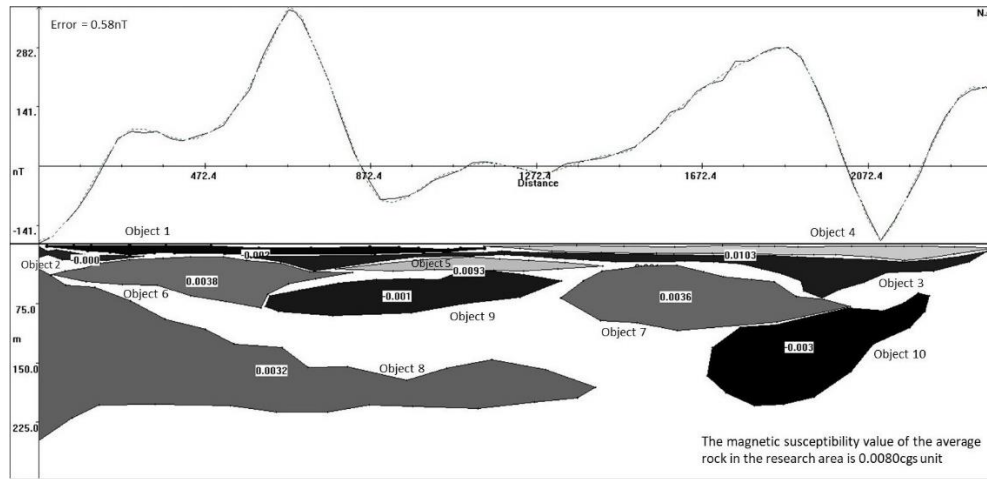 Error = 0.58nT
282.
141.
nT
-141.
472.4
872.4
1272.4
1672.4
2072.4
Distance
Object 1
Object 4
Object 2
-0.000
-0.002
Object 5
0.0093
0.0103
Object 3
Object 6
0.0038
-0.001
Object 9
0.0036
Object 7
75.0
m
-0.003
Object 10
150.0
0.0032
Object 8
225.0
The magnetic susceptibility value of the average
rock in the research area is 0.0080cgs unit